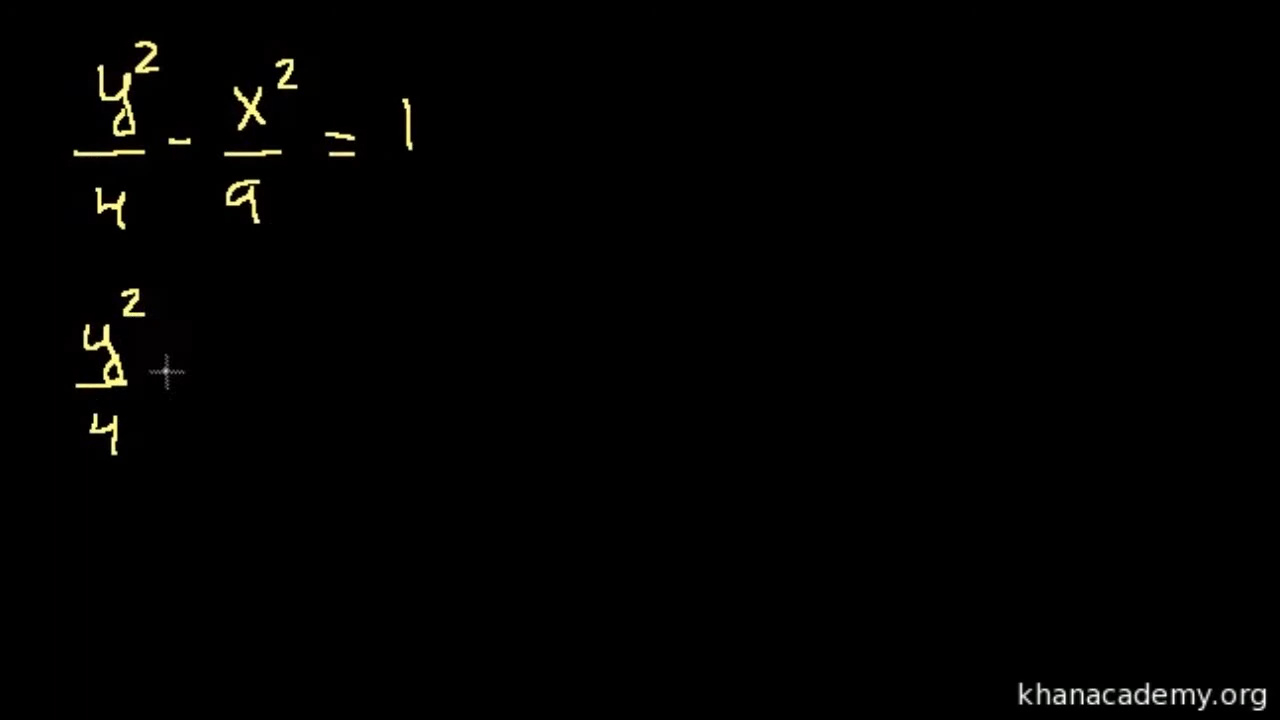 y²/4 - x²/9 = 1
y²/4
khanacademy.org